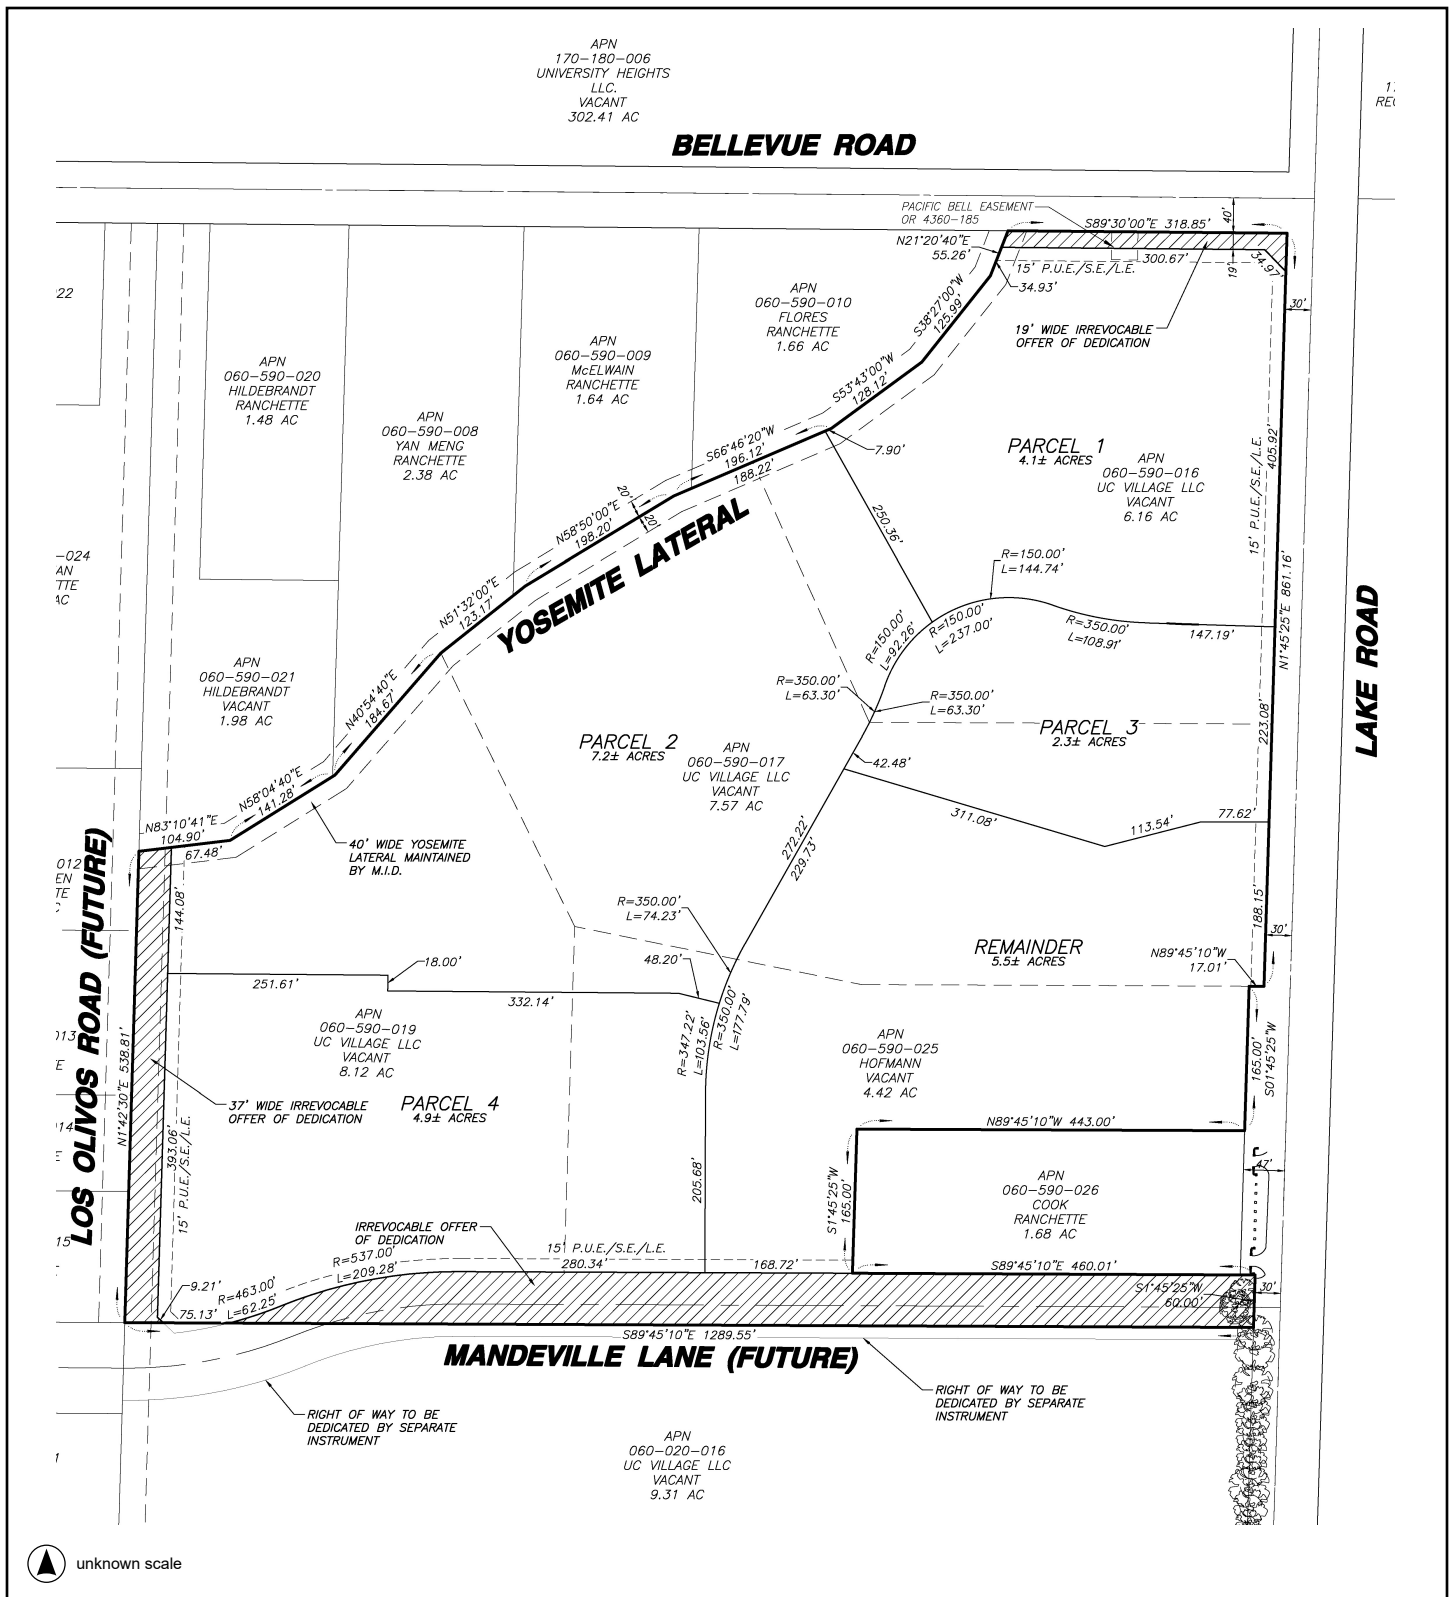 APN
170-180-006
UNIVERSITY HEIGHTS
LLC.
VACANT
302.41 AC
BELLEVUE ROAD
PACIFIC BELL EASEMENT
OR 4360-185
S89°30'00"E 318.85'
40'
N21°20'40"E
55.26'
15' P.U.E./S.E./L.E.
300.67'
19'
34.97'
34.93'
30'
19' WIDE IRREVOCABLE
OFFER OF DEDICATION
S38°27'00"W
125.99'
22
APN
060-590-010
FLORES
RANCHETTE
1.66 AC
APN
060-590-009
McELWAIN
RANCHETTE
1.64 AC
APN
060-590-020
HILDEBRANDT
RANCHETTE
1.48 AC
APN
060-590-008
YAN MENG
RANCHETTE
2.38 AC
S53°43'00"W
128.12'
S66°46'20"W
196.12'
188.22'
7.90'
PARCEL 1
4.1± ACRES
APN
060-590-016
UC VILLAGE LLC
VACANT
6.16 AC
405.92'
15' P.U.E./S.E./L.E.
N1°45'25"E 861.16'
LAKE ROAD
20'
20'
N58°50'00"E
198.20'
YOSEMITE LATERAL
N51°32'00"E
123.17'
250.36'
R=150.00'
L=144.74'
R=150.00'
L=92.26'
R=150.00'
L=237.00'
R=350.00'
L=108.91'
147.19'
-024
AN
TTE
AC
APN
060-590-021
HILDEBRANDT
VACANT
1.98 AC
N40°54'40"E
184.67'
R=350.00'
L=63.30'
R=350.00'
L=63.30'
PARCEL 3
2.3± ACRES
223.08'
PARCEL 2
7.2± ACRES
APN
060-590-017
UC VILLAGE LLC
VACANT
7.57 AC
42.48'
311.08'
113.54'
77.62'
N58°04'40"E
141.28'
N83°10'41"E
104.90'
67.48'
40' WIDE YOSEMITE
LATERAL MAINTAINED
BY M.I.D.
272.22'
229.73'
012
EN
TE
C
LOS OLIVOS ROAD (FUTURE)
144.08'
R=350.00'
L=74.23'
188.15'
30'
REMAINDER
5.5± ACRES
N89°45'10"W
17.01'
18.00'
48.20'
251.61'
332.14'
R=347.22'
L=103.56'
R=350.00'
L=177.79'
APN
060-590-019
UC VILLAGE LLC
VACANT
8.12 AC
APN
060-590-025
HOFMANN
VACANT
4.42 AC
165.00'
S01°45'25"W
013
E
N1°42'30"E 538.81'
37' WIDE IRREVOCABLE
OFFER OF DEDICATION
PARCEL 4
4.9± ACRES
N89°45'10"W 443.00'
14
E
393.06'
15' P.U.E./S.E./L.E.
205.68'
S1°45'25"W
165.00'
47'
APN
060-590-026
COOK
RANCHETTE
1.68 AC
15
IRREVOCABLE OFFER
OF DEDICATION
15' P.U.E./S.E./L.E.
R=537.00'
L=209.28'
280.34'
168.72'
S89°45'10"E 460.01'
9.21'
R=463.00'
L=62.25'
75.13'
S1°45'25"W
60.00'
30'
S89°45'10"E 1289.55'
MANDEVILLE LANE (FUTURE)
RIGHT OF WAY TO BE
DEDICATED BY SEPARATE
INSTRUMENT
RIGHT OF WAY TO BE
DEDICATED BY SEPARATE
INSTRUMENT
APN
060-020-016
UC VILLAGE LLC
VACANT
9.31 AC
unknown scale